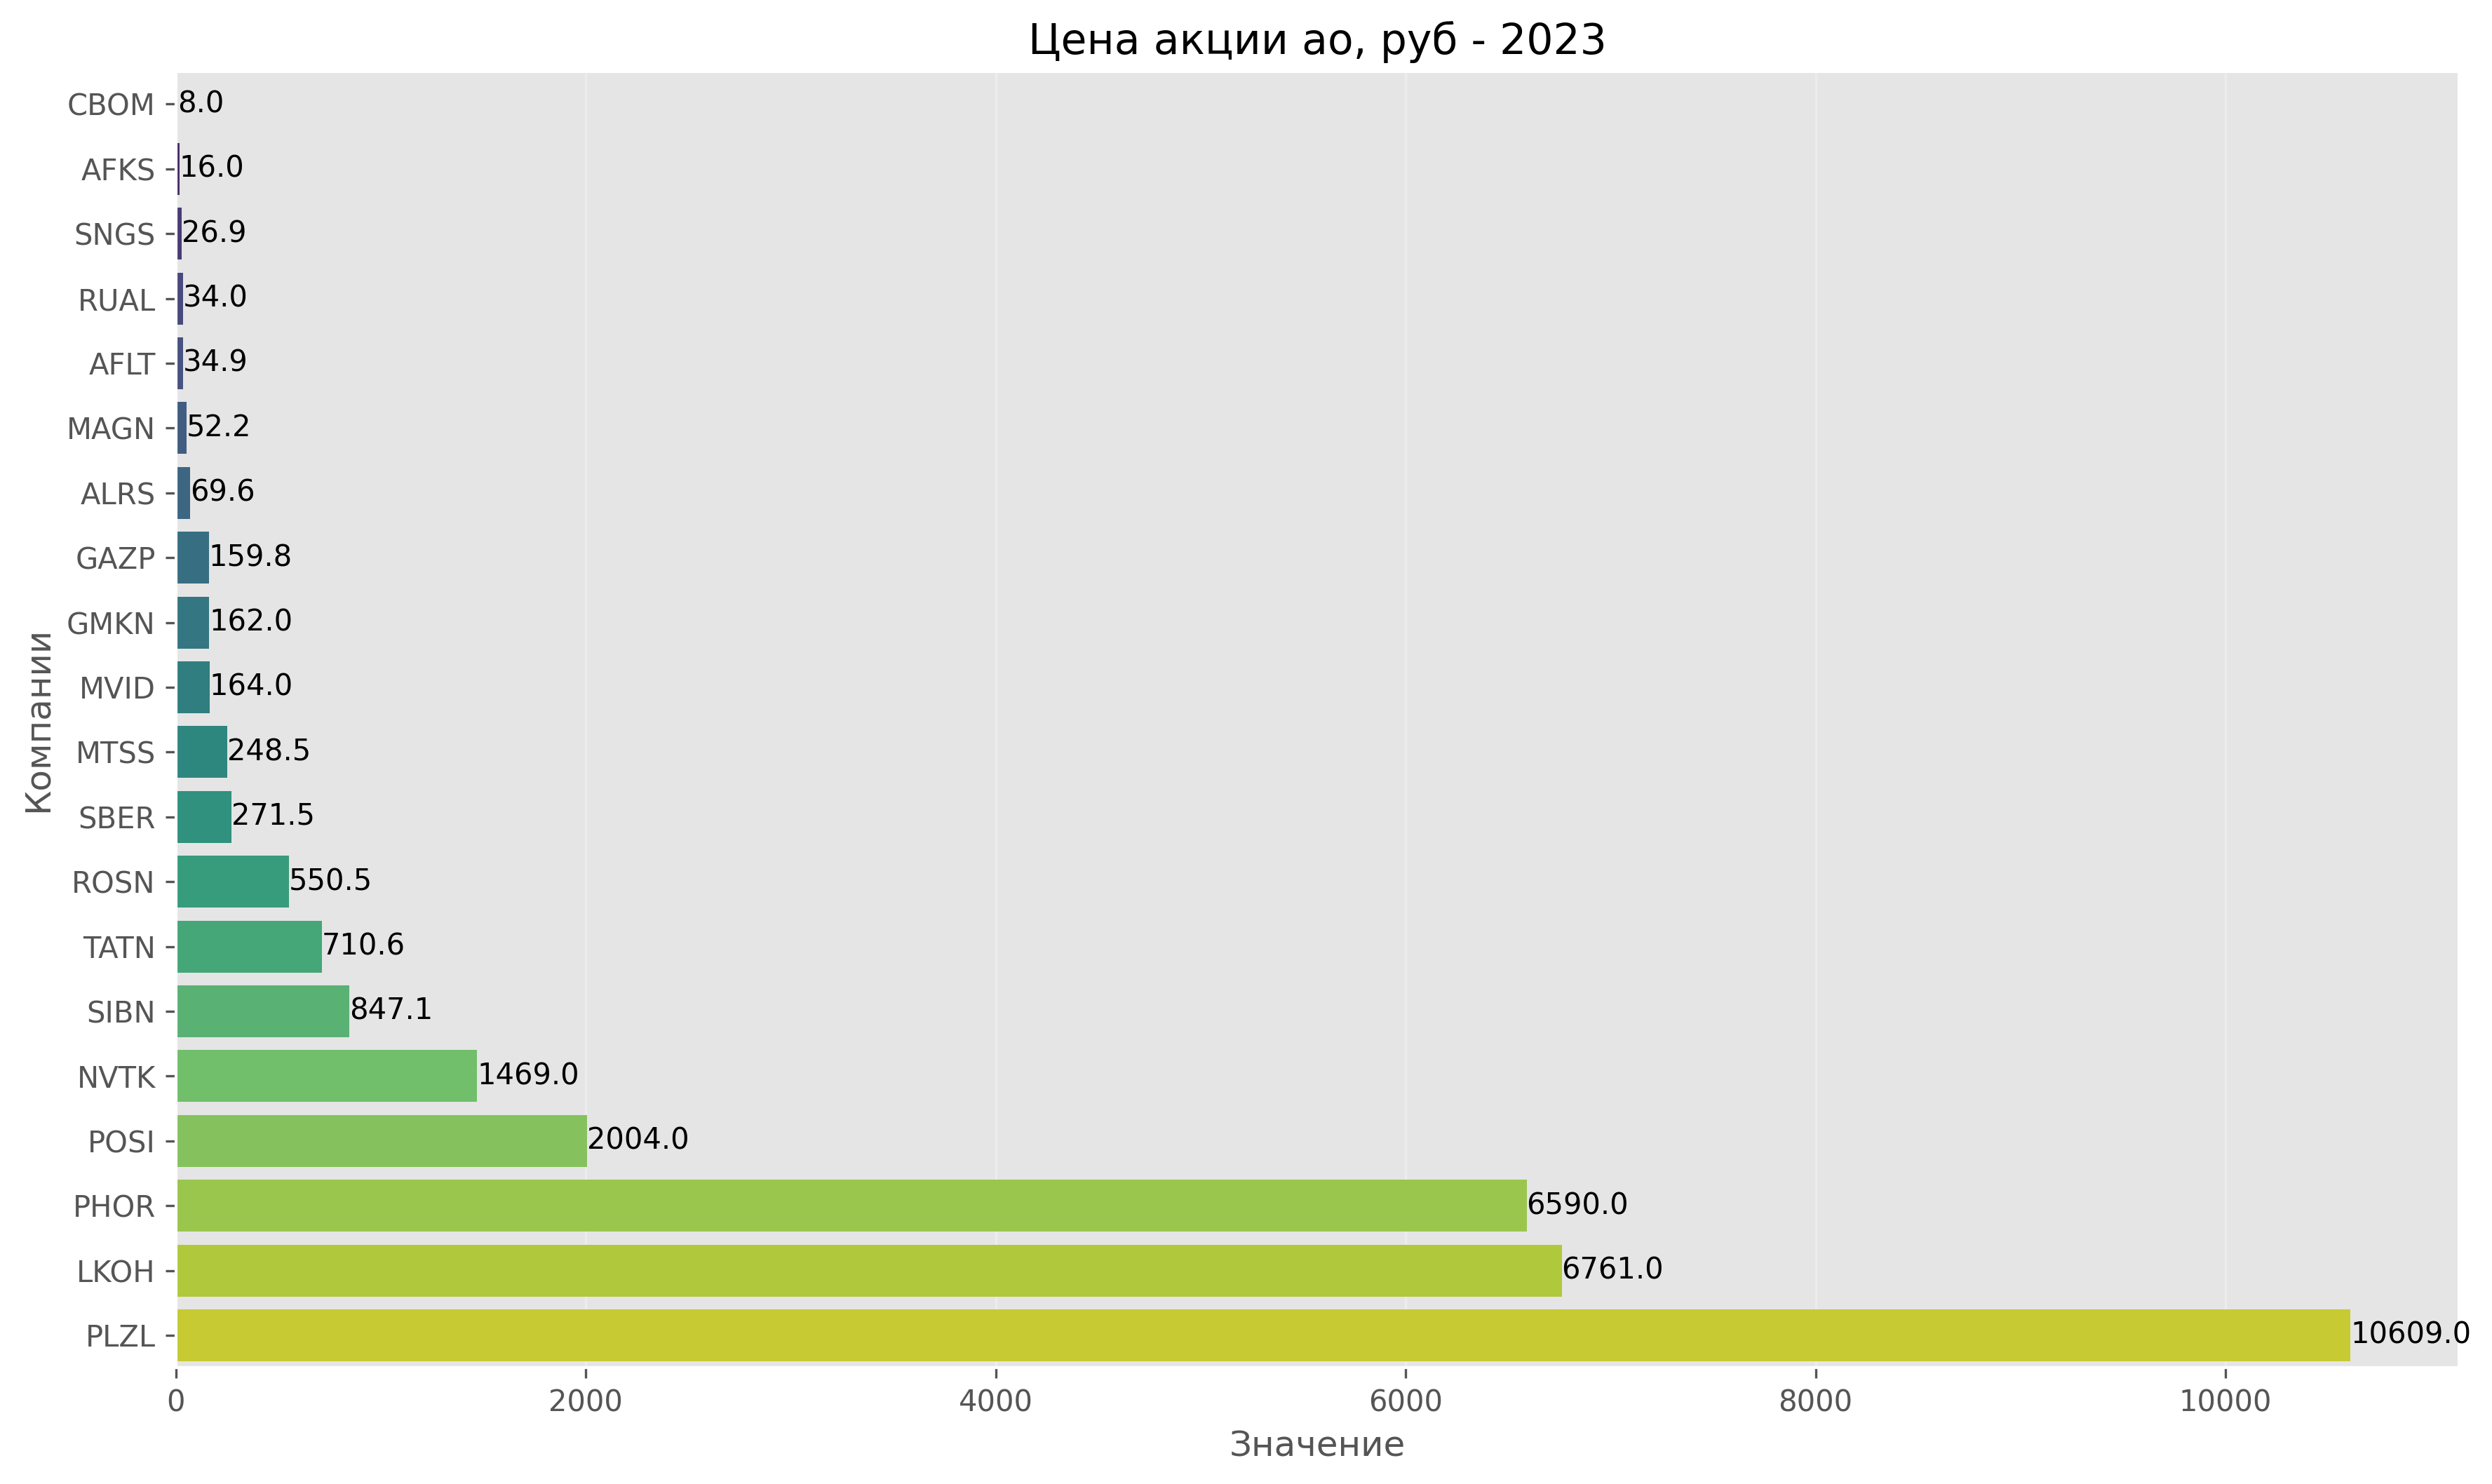 Цена акции ао, руб - 2023
Компании
CBOM 8.0
AFKS 16.0
SNGS 26.9
RUAL 34.0
AFLT 34.9
MAGN 52.2
ALRS 69.6
GAZP 159.8
GMKN 162.0
MVID 164.0
MTSS 248.5
SBER 271.5
ROSN 550.5
TATN 710.6
SIBN 847.1
NVTK 1469.0
POSI 2004.0
PHOR 6590.0
LKOH 6761.0
PLZL 10609.0
0 2000 4000 6000 8000 10000
Значение